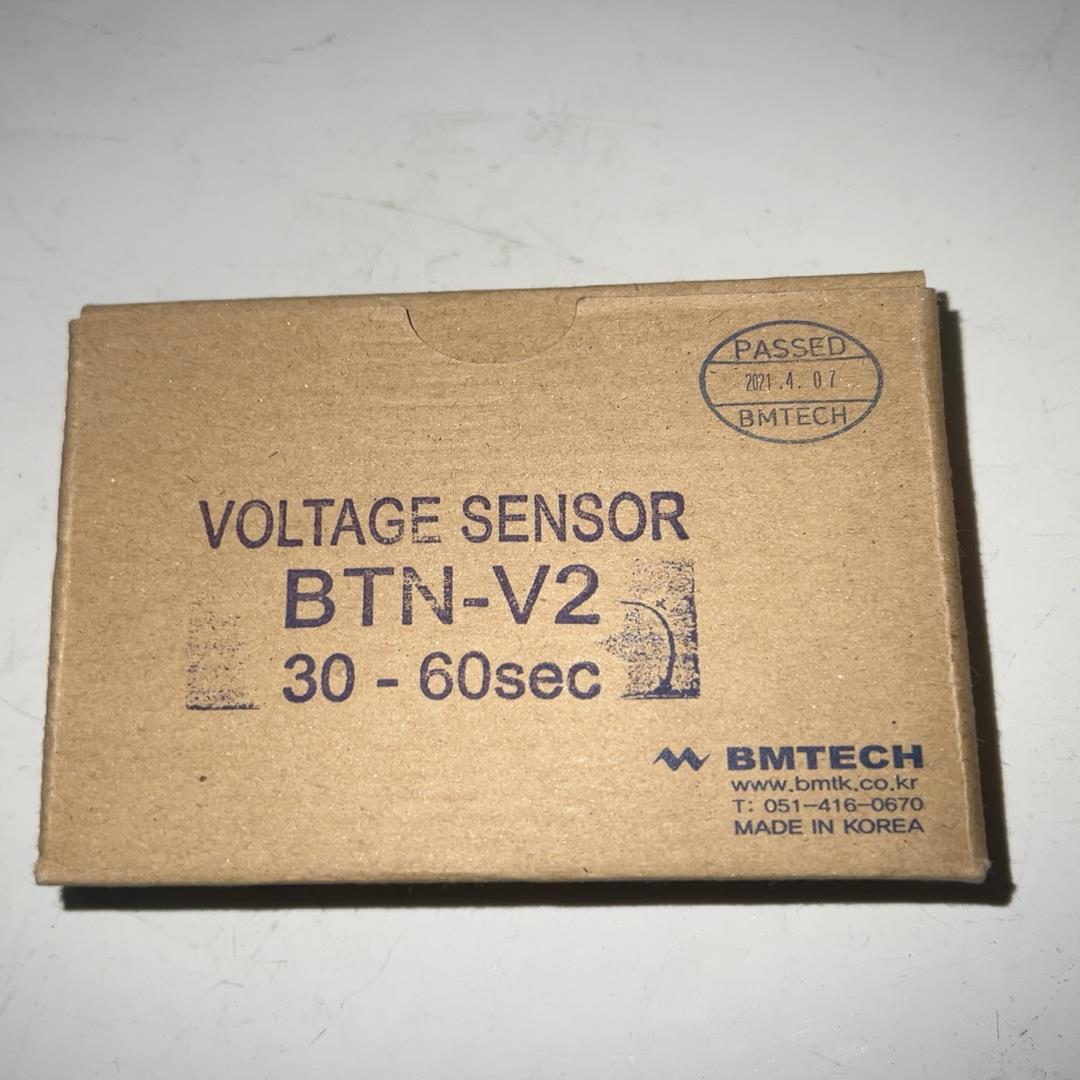 PASSED
2021.4.07
BMTECH
VOLTAGE SENSOR
BTN-V2
30 - 60sec
BMTECH
www.bmtk.co.kr
T: 051-416-0670
MADE IN KOREA